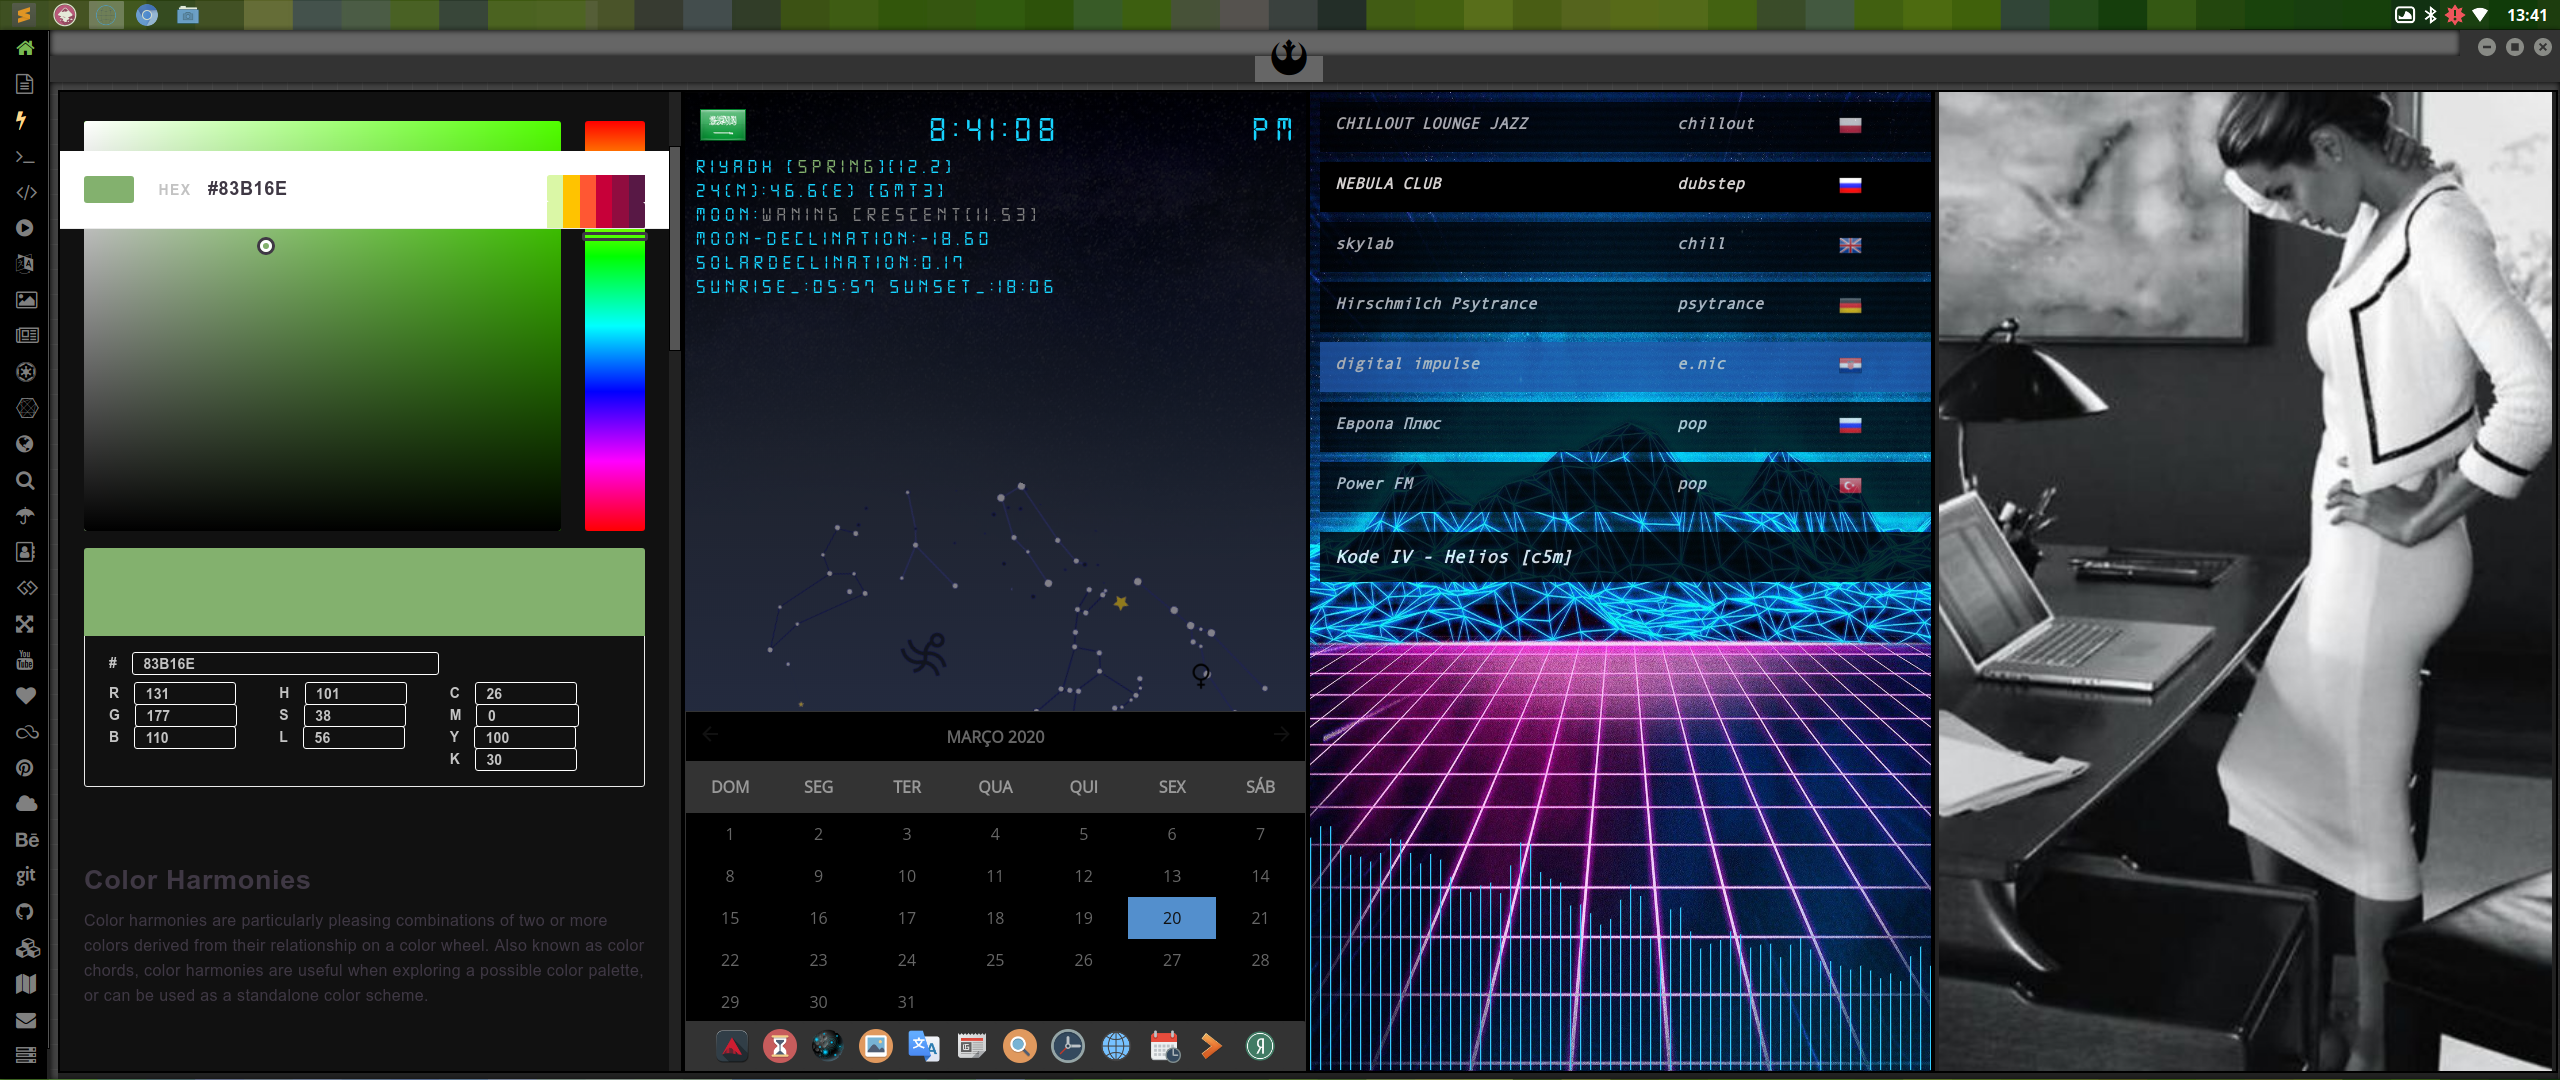 13:41
HEX #83B16E
# 83B16E
R 131 H 101 C 26
G 177 S 38 M 0
B 110 L 56 Y 100
K 30
Color Harmonies
Color harmonies are particularly pleasing combinations of two or more
colors derived from their relationship on a color wheel. Also known as color
chords, color harmonies are useful when exploring a possible color palette,
or can be used as a standalone color scheme.
You
Tube
Bē
git
8:41:08 PM
RIYADH [SPRING][12.2]
24(N):46.6(E) [GMT3]
MOON:WANING CRESCENT[11.53]
MOON-DECLINATION:-18.60
SOLARDECLINATION:0.17
SUNRISE_:05:57 SUNSET_:18:06
MARÇO 2020
DOM SEG TER QUA QUI SEX SÁB
1 2 3 4 5 6 7
8 9 10 11 12 13 14
15 16 17 18 19 20 21
22 23 24 25 26 27 28
29 30 31
CHILLOUT LOUNGE JAZZ chillout
NEBULA CLUB dubstep
skylab chill
Hirschmilch Psytrance psytrance
digital impulse e.nic
Европа Плюс pop
Power FM pop
Kode IV - Helios [c5m]